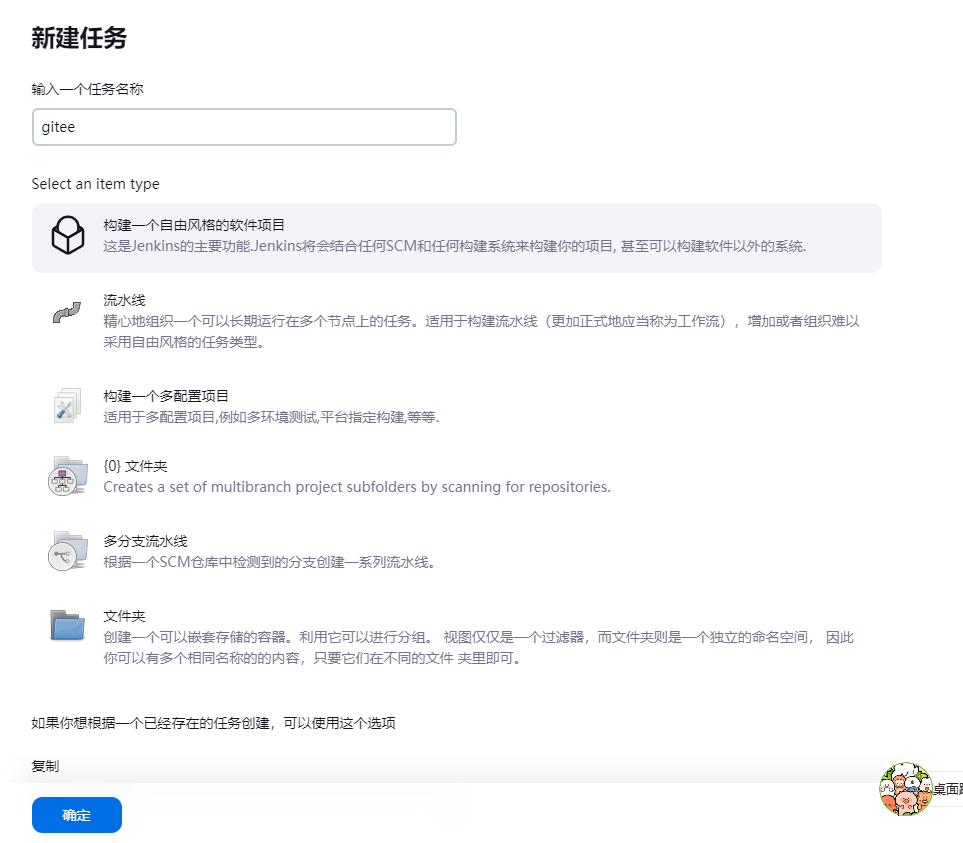 新建任务
输入一个任务名称
gitee
Select an item type
构建一个自由风格的软件项目
这是Jenkins的主要功能.Jenkins将会结合任何SCM和任何构建系统来构建你的项目, 甚至可以构建软件以外的系统.
流水线
精心地组织一个可以长期运行在多个节点上的任务。适用于构建流水线（更加正式地应当称为工作流），增加或者组织难以
采用自由风格的任务类型。
构建一个多配置项目
适用于多配置项目,例如多环境测试,平台指定构建,等等.
{0} 文件夹
Creates a set of multibranch project subfolders by scanning for repositories.
多分支流水线
根据一个SCM仓库中检测到的分支创建一系列流水线。
文件夹
创建一个可以嵌套存储的容器。利用它可以进行分组。 视图仅仅是一个过滤器，而文件夹则是一个独立的命名空间， 因此
你可以有多个相同名称的的内容，只要它们在不同的文件 夹里即可。
如果你想根据一个已经存在的任务创建，可以使用这个选项
复制
桌面
确定